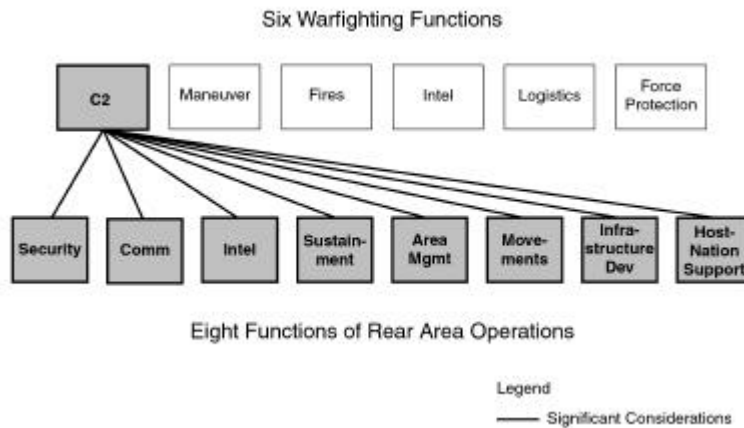 Six Warfighting Functions
C2
Maneuver
Fires
Intel
Logistics
Force
Protection
Security
Comm
Intel
Sustain-
ment
Area
Mgmt
Move-
ments
Infra-
structure
Dev
Host-
Nation
Support
Eight Functions of Rear Area Operations
Legend
Significant Considerations